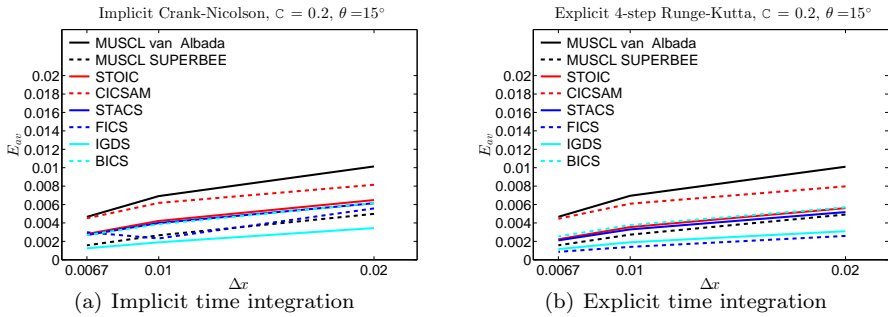 Implicit Crank-Nicolson, C = 0.2, θ =15°
MUSCL van Albada
MUSCL SUPERBEE
STOIC
CICSAM
STACS
FICS
IGDS
BICS
0.02
0.018
0.016
0.014
0.012
0.01
0.008
0.006
0.004
0.002
0
E_av
0.0067
0.01
0.02
Δx
(a) Implicit time integration
Explicit 4-step Runge-Kutta, C = 0.2, θ =15°
MUSCL van Albada
MUSCL SUPERBEE
STOIC
CICSAM
STACS
FICS
IGDS
BICS
0.02
0.018
0.016
0.014
0.012
0.01
0.008
0.006
0.004
0.002
0
E_av
0.0067
0.01
0.02
Δx
(b) Explicit time integration